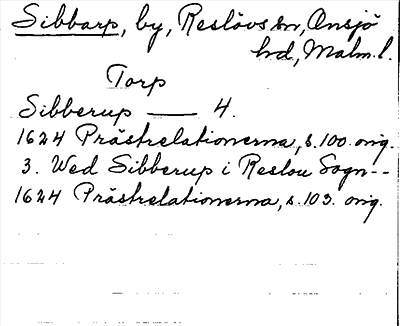 Sibbarp, by, Reslövs sn, Onsjö
hd, Malm. l.
Torp
Sibberup —— 4.
1624 Prästrelationerna, s. 100. orig.
3. Wed Sibberup i Reslou Sogn--
1624 Prästrelationerna, s. 103. orig.